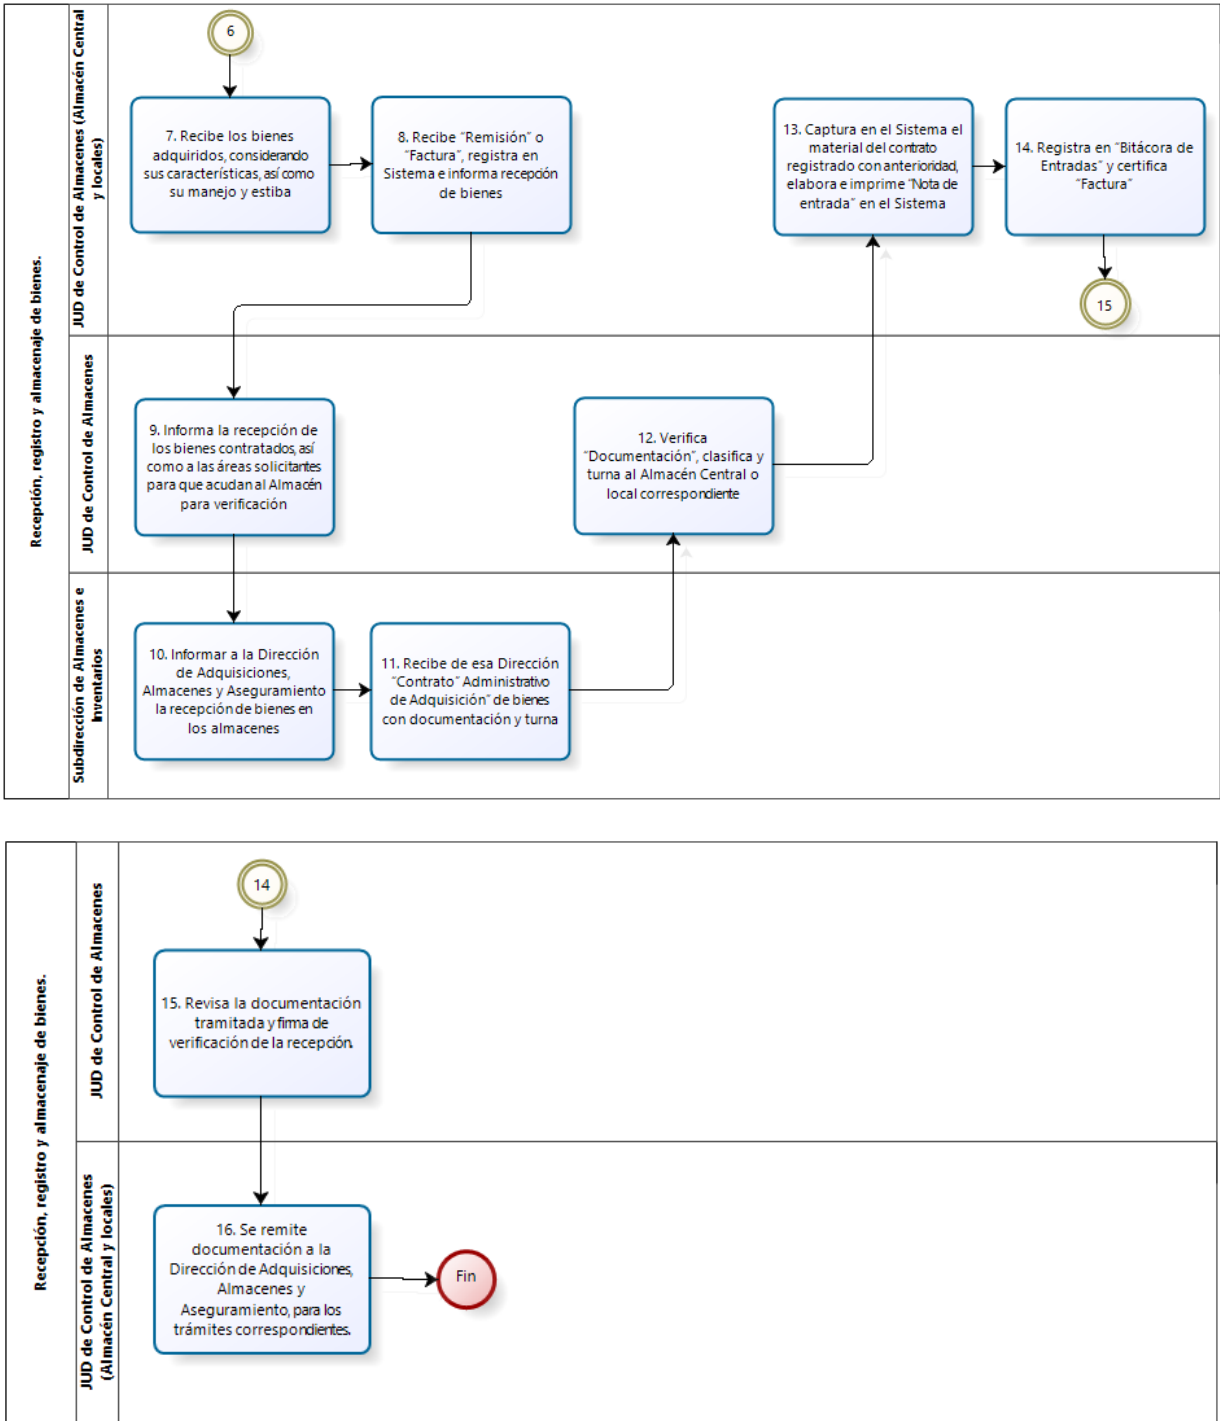 Recepción, registro y almacenaje de bienes.
JUD de Control de Almacenes (Almacén Central
y locales)
6
7. Recibe los bienes
adquiridos, considerando
sus características, así como
su manejo y estiba
8. Recibe “Remisión” o
“Factura”, registra en
Sistema e informa recepción
de bienes
13. Captura en el Sistema el
material del contrato
registrado con anterioridad,
elabora e imprime “Nota de
entrada” en el Sistema
14. Registra en “Bitácora de
Entradas” y certifica
“Factura”
15
JUD de Control de Almacenes
9. Informa la recepción de
los bienes contratados, así
como a las áreas solicitantes
para que acudan al Almacén
para verificación
12. Verifica
“Documentación”, clasifica y
turna al Almacén Central o
local correspondiente
Subdirección de Almacenes e
Inventarios
10. Informar a la Dirección
de Adquisiciones,
Almacenes y Aseguramiento
la recepción de bienes en
los almacenes
11. Recibe de esa Dirección
“Contrato” Administrativo
de Adquisición” de bienes
con documentación y turna
Recepción, registro y almacenaje de bienes.
JUD de Control de Almacenes
14
15. Revisa la documentación
tramitada y firma de
verificación de la recepción.
JUD de Control de Almacenes
(Almacén Central y locales)
16. Se remite
documentación a la
Dirección de Adquisiciones,
Almacenes y
Aseguramiento, para los
trámites correspondientes.
Fin